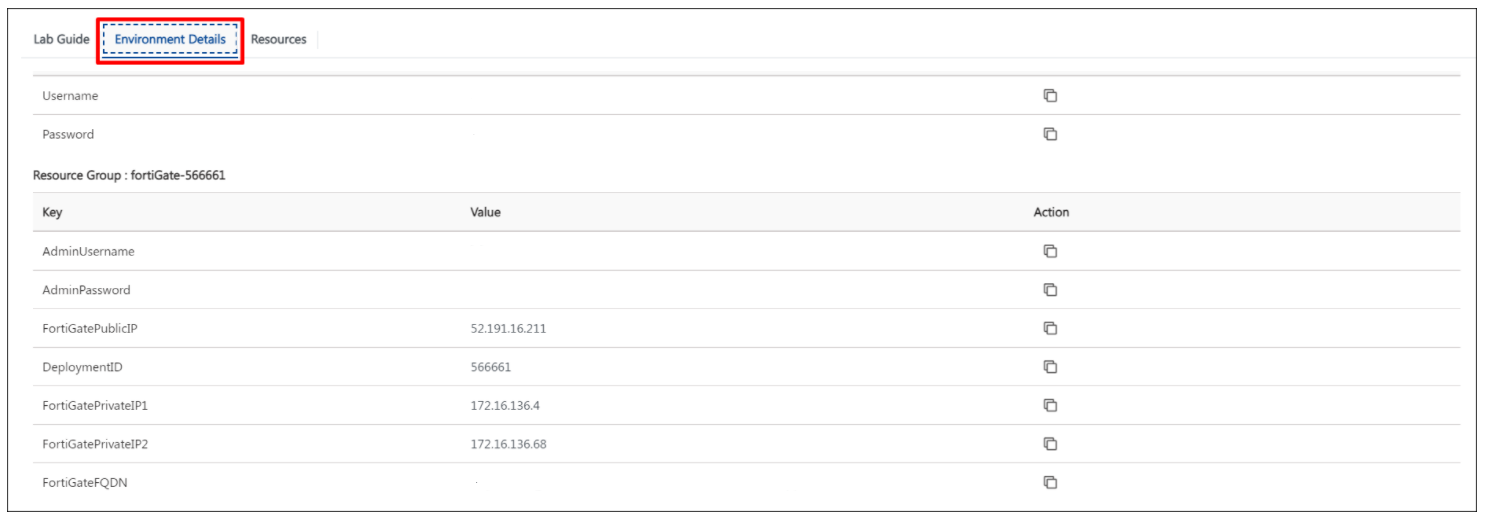 Lab Guide Environment Details Resources
Username
Password
Resource Group : fortiGate-566661
Key Value Action
AdminUsername
AdminPassword
FortiGatePublicIP 52.191.16.211
DeploymentID 566661
FortiGatePrivateIP1 172.16.136.4
FortiGatePrivateIP2 172.16.136.68
FortiGateFQDN